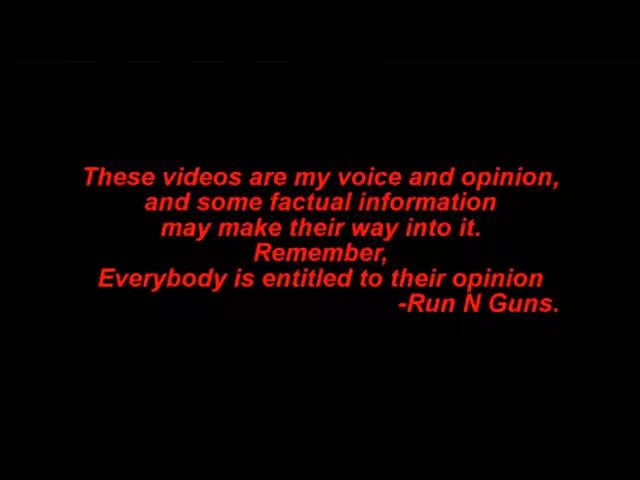 These videos are my voice and opinion,
and some factual information
may make their way into it.
Remember,
Everybody is entitled to their opinion
-Run N Guns.